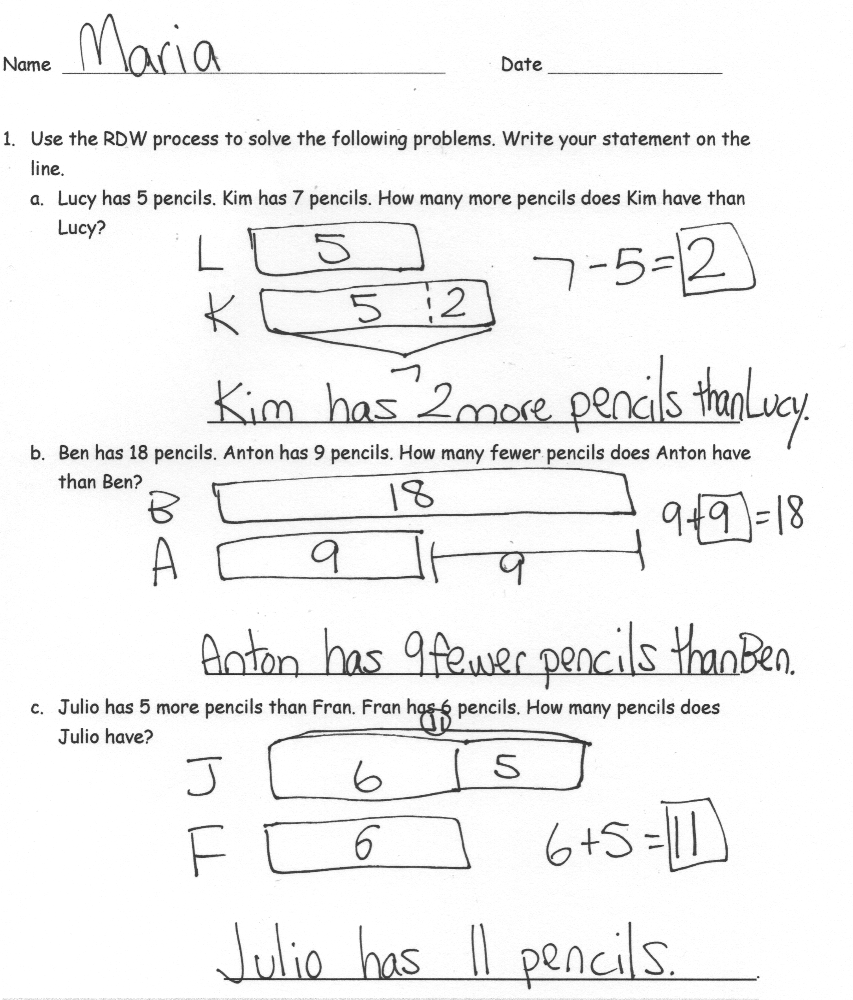 Name Maria Date
1. Use the RDW process to solve the following problems. Write your statement on the
line.
a. Lucy has 5 pencils. Kim has 7 pencils. How many more pencils does Kim have than
Lucy?
L 5
7-5=2
K 5 2
7
Kim has 2 more pencils than Lucy.
b. Ben has 18 pencils. Anton has 9 pencils. How many fewer pencils does Anton have
than Ben?
B 18
9+9=18
A 9 9
Anton has 9 fewer pencils than Ben.
c. Julio has 5 more pencils than Fran. Fran has 6 pencils. How many pencils does
Julio have?
11
J 6 5
F 6
6+5=11
Julio has 11 pencils.